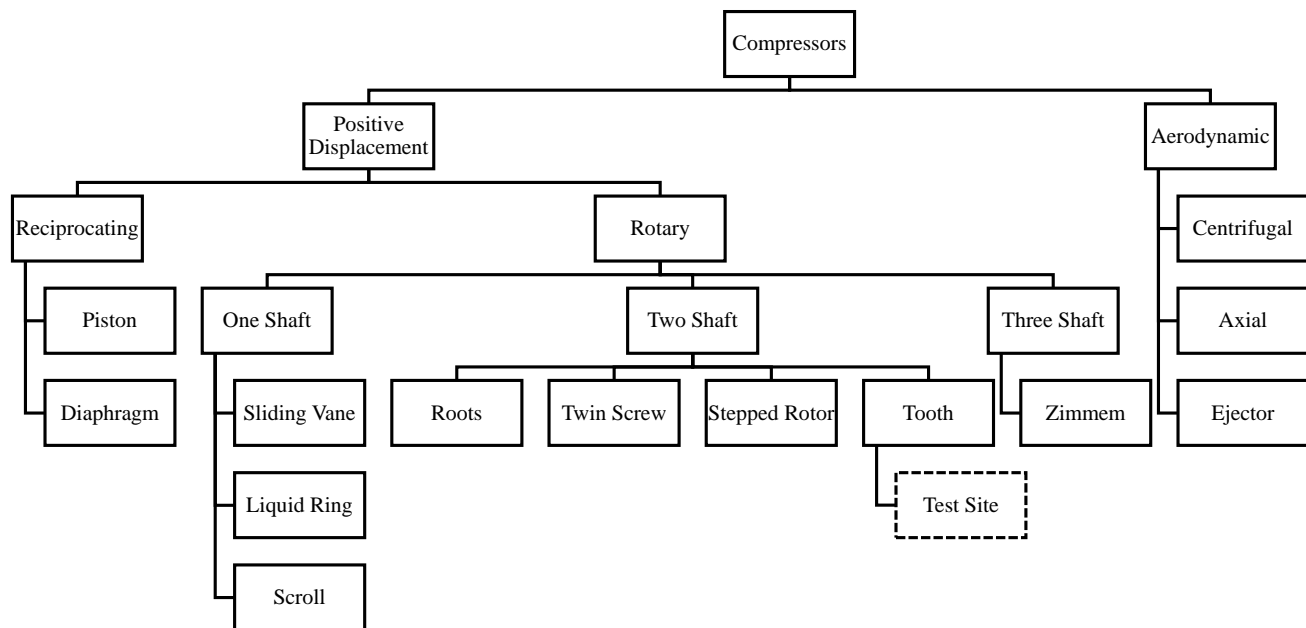 Compressors
Positive
Displacement
Aerodynamic
Reciprocating
Rotary
Centrifugal
Piston
One Shaft
Two Shaft
Three Shaft
Axial
Diaphragm
Sliding Vane
Roots
Twin Screw
Stepped Rotor
Tooth
Zimmem
Ejector
Liquid Ring
Test Site
Scroll